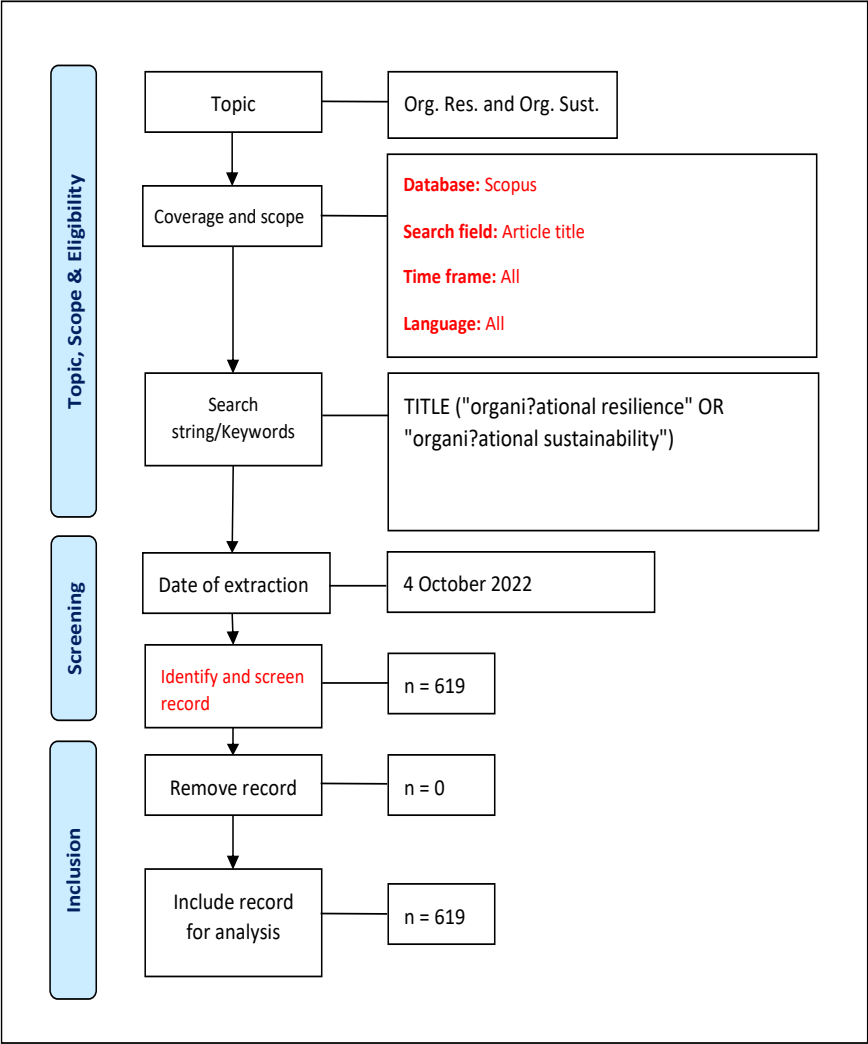 Topic, Scope & Eligibility
Topic
Org. Res. and Org. Sust.
Coverage and scope
Database: Scopus
Search field: Article title
Time frame: All
Language: All
Search
string/Keywords
TITLE ("organi?ational resilience" OR
"organi?ational sustainability")
Screening
Date of extraction
4 October 2022
Identify and screen
record
n = 619
Inclusion
Remove record
n = 0
Include record
for analysis
n = 619